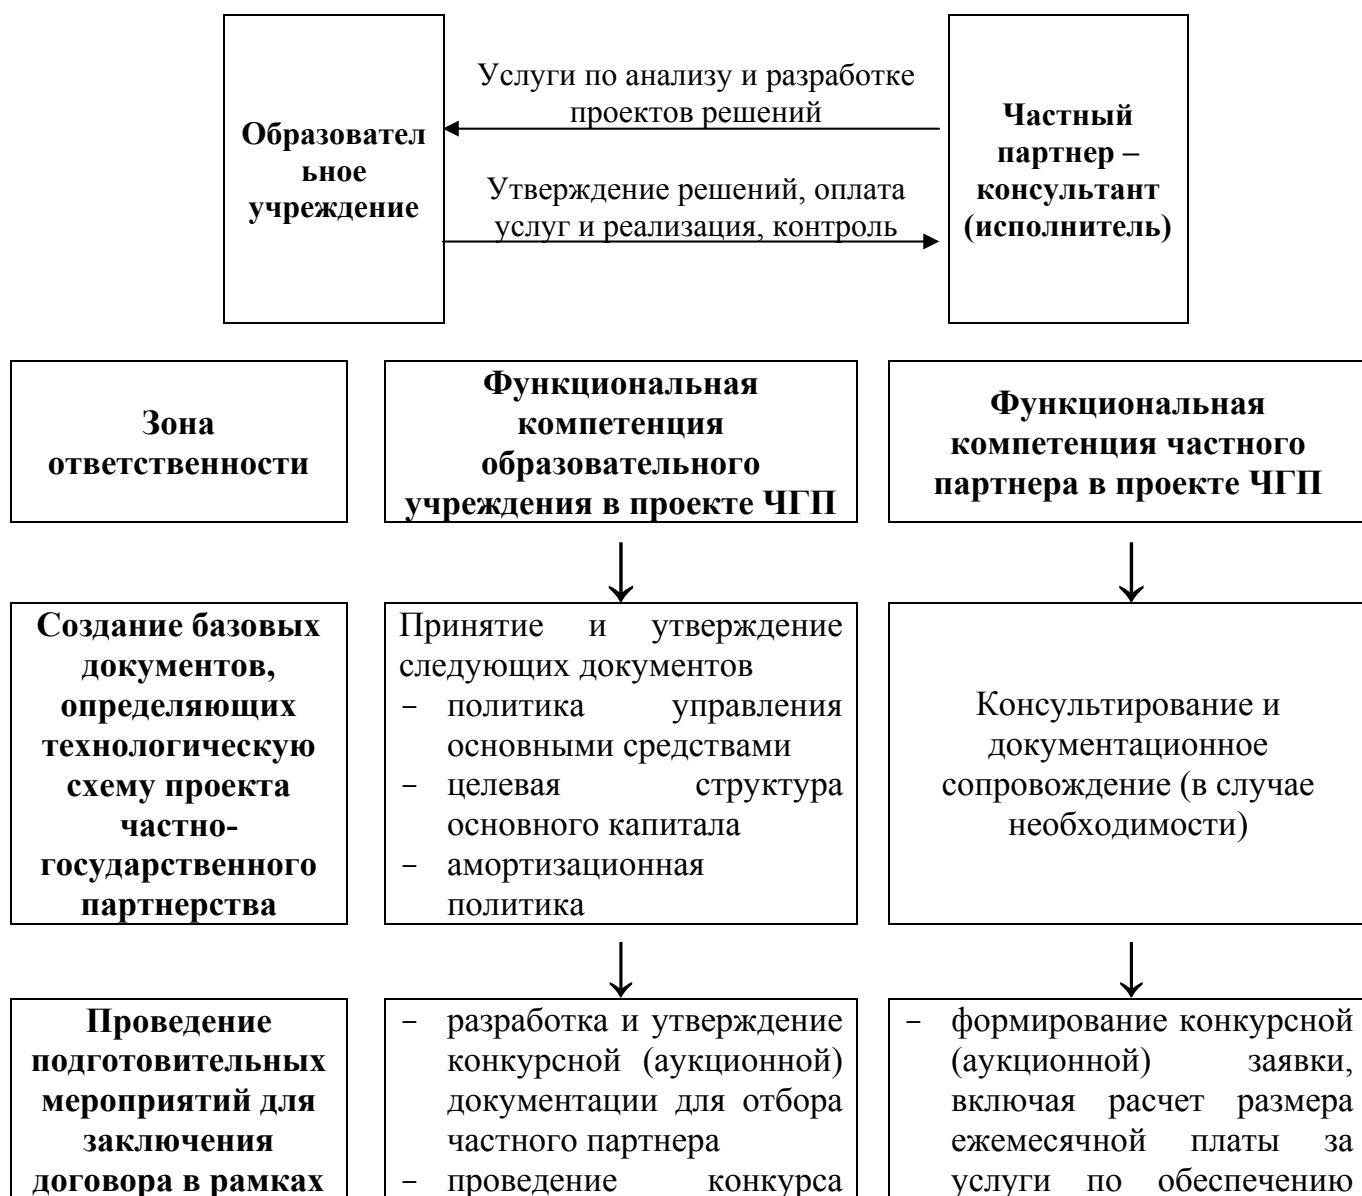 Образовател
ьное
учреждение
Услуги по анализу и разработке
проектов решений
Утверждение решений, оплата
услуг и реализация, контроль
Частный
партнер –
консультант
(исполнитель)
Зона
ответственности
Функциональная
компетенция
образовательного
учреждения в проекте ЧГП
Функциональная
компетенция частного
партнера в проекте ЧГП
Создание базовых
документов,
определяющих
технологическую
схему проекта
частно-
государственного
партнерства
Принятие и утверждение
следующих документов
− политика управления
основными средствами
− целевая структура
основного капитала
− амортизационная
политика
Консультирование и
документационное
сопровождение (в случае
необходимости)
Проведение
подготовительных
мероприятий для
заключения
договора в рамках
− разработка и утверждение
конкурсной (аукционной)
документации для отбора
частного партнера
− проведение конкурса
− формирование конкурсной
(аукционной) заявки,
включая расчет размера
ежемесячной платы за
услуги по обеспечению